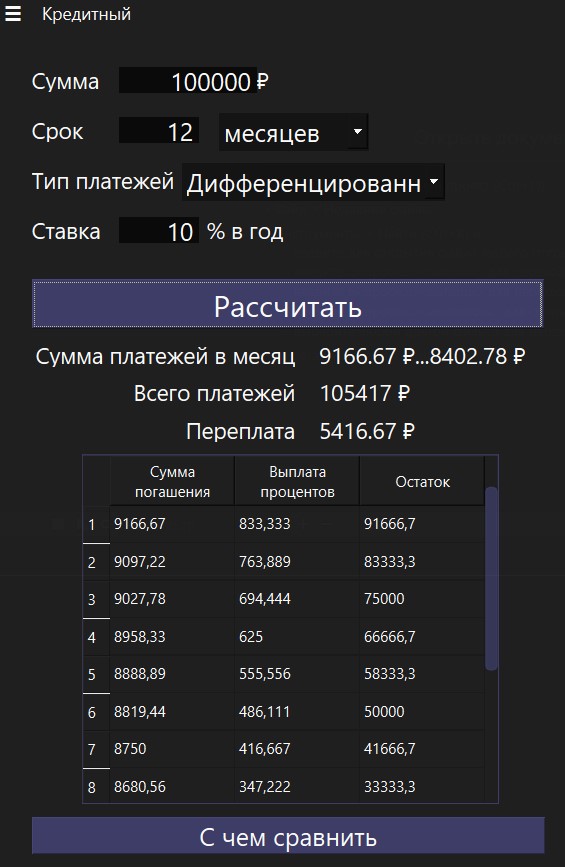 Кредитный
Сумма 100000 ₽
Срок 12 месяцев
Тип платежей Дифференцированн
Ставка 10 % в год
Рассчитать
Сумма платежей в месяц 9166.67 ₽...8402.78 ₽
Всего платежей 105417 ₽
Переплата 5416.67 ₽
Сумма погашения Выплата процентов Остаток
1 9166,67 833,333 91666,7
2 9097,22 763,889 83333,3
3 9027,78 694,444 75000
4 8958,33 625 66666,7
5 8888,89 555,556 58333,3
6 8819,44 486,111 50000
7 8750 416,667 41666,7
8 8680,56 347,222 33333,3
С чем сравнить